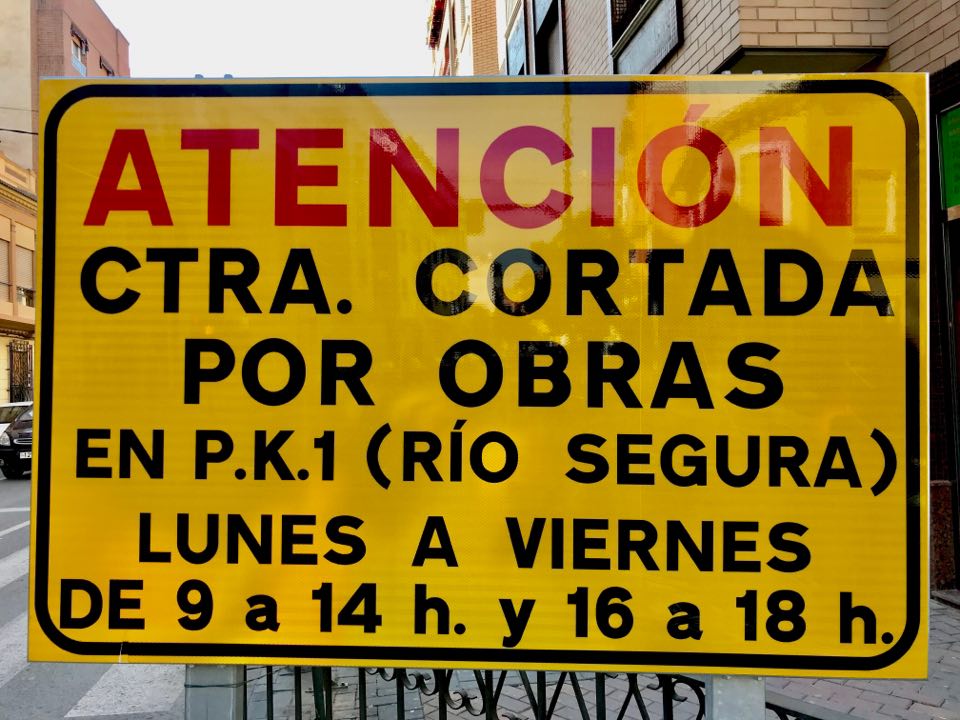 ATENCIÓN
CTRA. CORTADA
POR OBRAS
EN P.K.1 (RÍO SEGURA)
LUNES A VIERNES
DE 9 a 14 h. y 16 a 18 h.